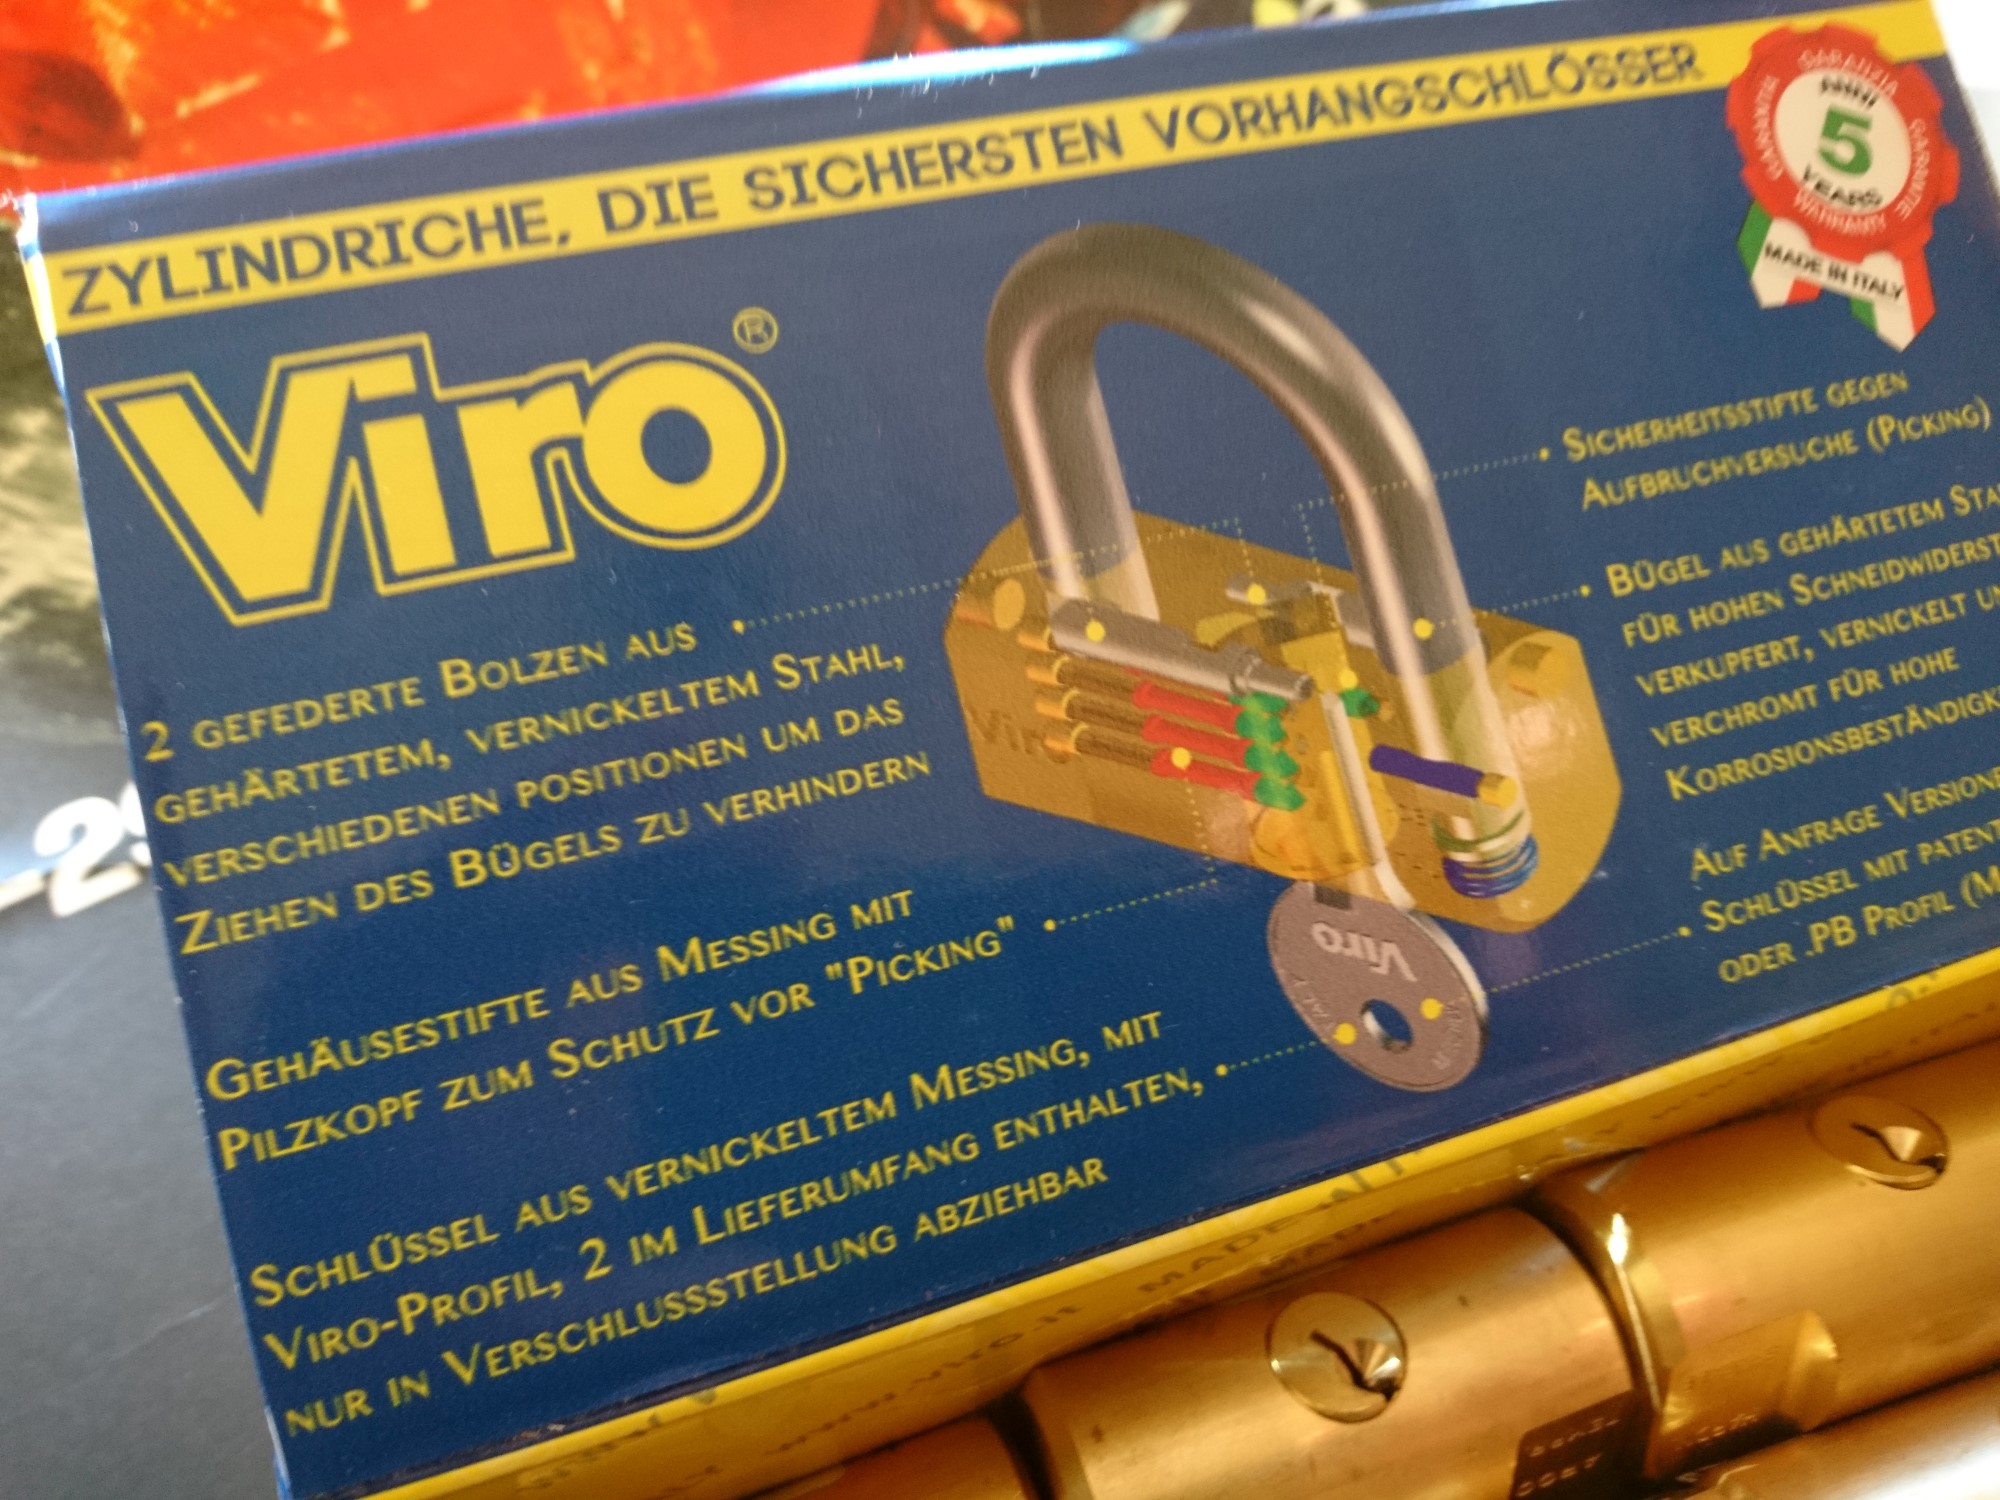 ZYLINDRICHE, DIE SICHERSTEN VORHANGSCHLÖSSER
GARANZIA
ANNI
5
YEARS
WARRANTY
MADE IN ITALY
Viro®
2 GEFEDERTE BOLZEN AUS
GEHÄRTETEM, VERNICKELTEM STAHL,
VERSCHIEDENEN POSITIONEN UM DAS
ZIEHEN DES BÜGELS ZU VERHINDERN
GEHÄUSESTIFTE AUS MESSING MIT
PILZKOPF ZUM SCHUTZ VOR "PICKING"
SCHLÜSSEL AUS VERNICKELTEM MESSING, MIT
VIRO-PROFIL, 2 IM LIEFERUMFANG ENTHALTEN,
NUR IN VERSCHLUSSSTELLUNG ABZIEHBAR
SICHERHEITSSTIFTE GEGEN
AUFBRUCHVERSUCHE (PICKING)
BÜGEL AUS GEHÄRTETEM
FÜR HOHEN
VERKUPFERT, VERNICKELT
VERCHROMT FÜR HOHE
AUF ANFRAGE
SCHLÜSSEL MIT
ODER .PB PROFIL
Viro